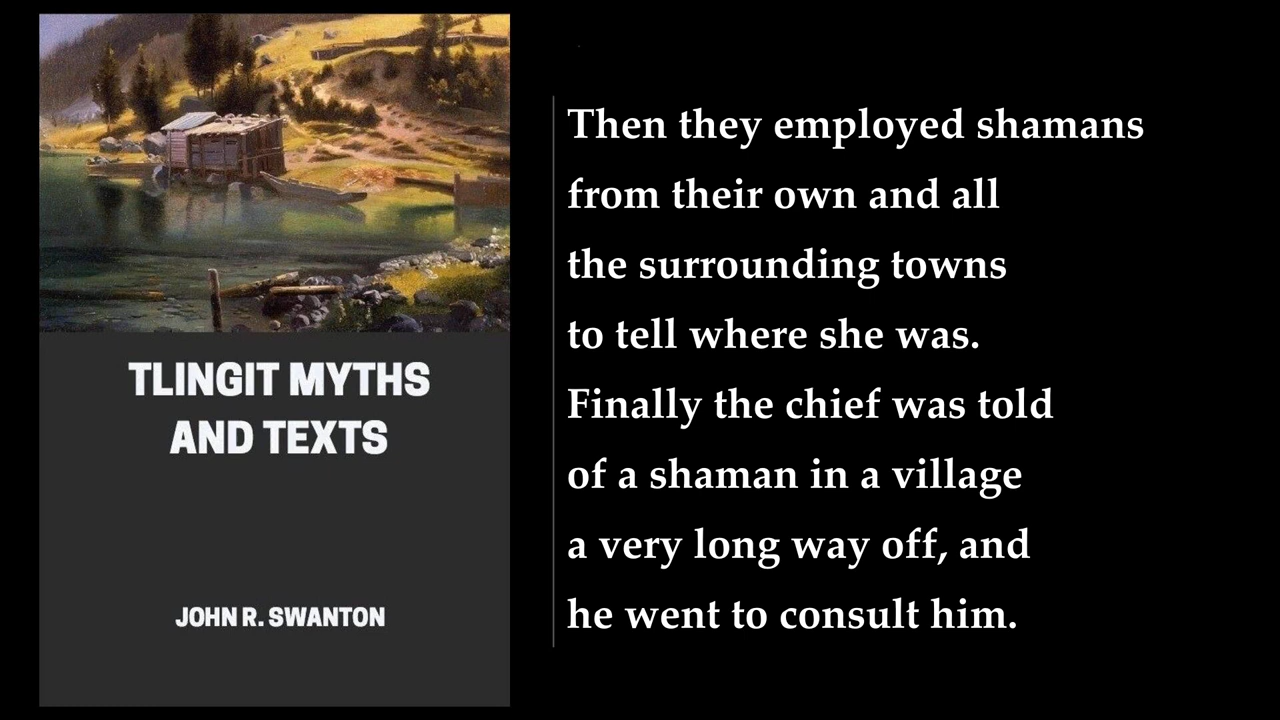 TLINGIT MYTHS
AND TEXTS
JOHN R. SWANTON
Then they employed shamans
from their own and all
the surrounding towns
to tell where she was.
Finally the chief was told
of a shaman in a village
a very long way off, and
he went to consult him.